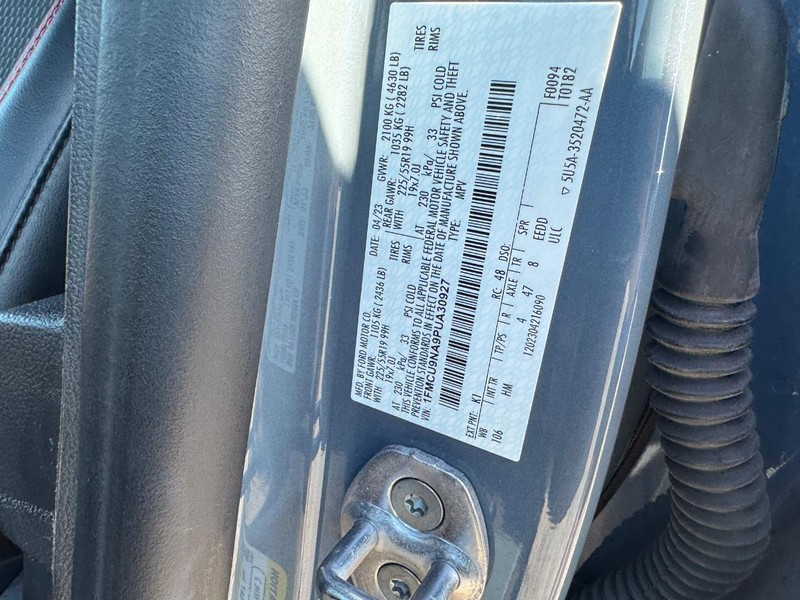 MFD. BY FORD MOTOR CO.
DATE: 04/23 GVWR: 2100 KG ( 4630 LB)
FRONT GAWR: 1105 KG ( 2436 LB) REAR GAWR: 1035 KG ( 2282 LB)
WITH 225/55R19 99H TIRES WITH 225/55R19 99H TIRES
19x7.0J RIMS 19x7.0J RIMS
AT 230 kPa/ 33 PSI COLD AT 230 kPa/ 33 PSI COLD
THIS VEHICLE CONFORMS TO ALL APPLICABLE FEDERAL MOTOR VEHICLE SAFETY AND THEFT
PREVENTION STANDARDS IN EFFECT ON THE DATE OF MANUFACTURE SHOWN ABOVE.
VIN: 1FMCU9NA9PUA30927 TYPE: MPV
F0094
T0182
EXT PNT: K1 RC: 48 DSO:
WB INT TR TP/PS R AXLE TR SPR
106 HM 4 47 8 EEDD
ULC
1202304216090
▽ 5U5A-3520472-AA